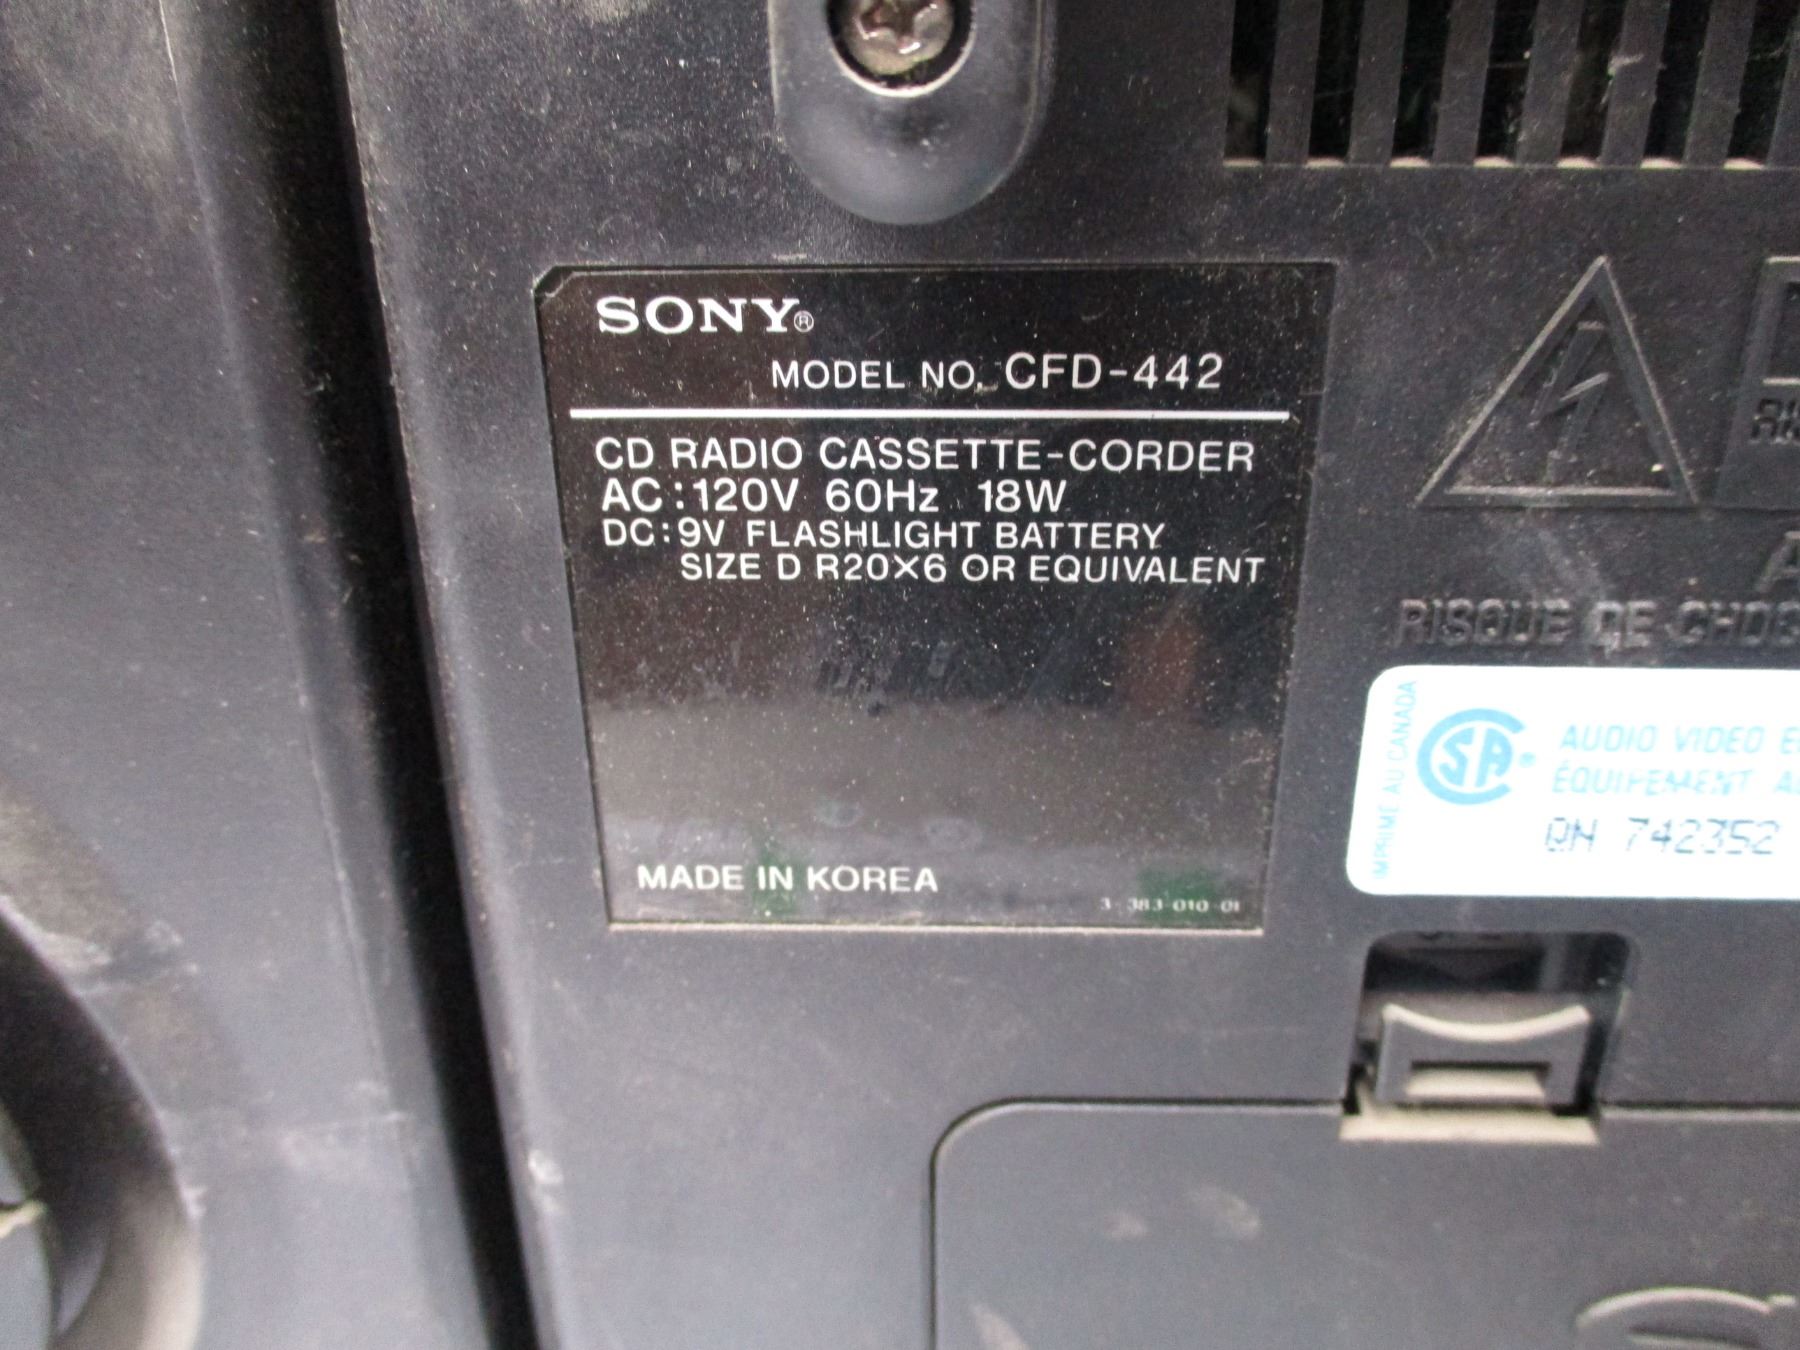 SONY®
MODEL NO. CFD-442
CD RADIO CASSETTE-CORDER
AC:120V 60Hz 18W
DC:9V FLASHLIGHT BATTERY
SIZE D R20×6 OR EQUIVALENT
MADE IN KOREA
3-383-010-01
RISQUE DE CHOC
IMPRIMÉ AU CANADA
CSA®
AUDIO VIDEO
ÉQUIPEMENT
QN 742352